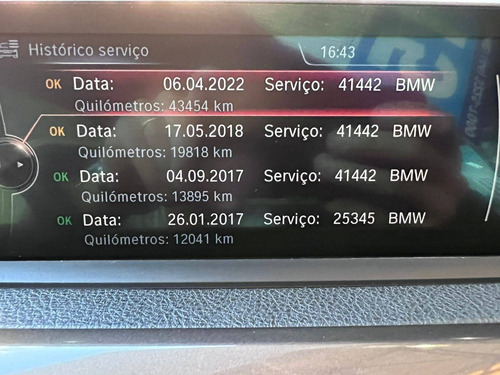 Histórico serviço 16:43
OK Data: 06.04.2022 Serviço: 41442 BMW
Quilómetros: 43454 km
OK Data: 17.05.2018 Serviço: 41442 BMW
Quilómetros: 19818 km
OK Data: 04.09.2017 Serviço: 41442 BMW
Quilómetros: 13895 km
OK Data: 26.01.2017 Serviço: 25345 BMW
Quilómetros: 12041 km